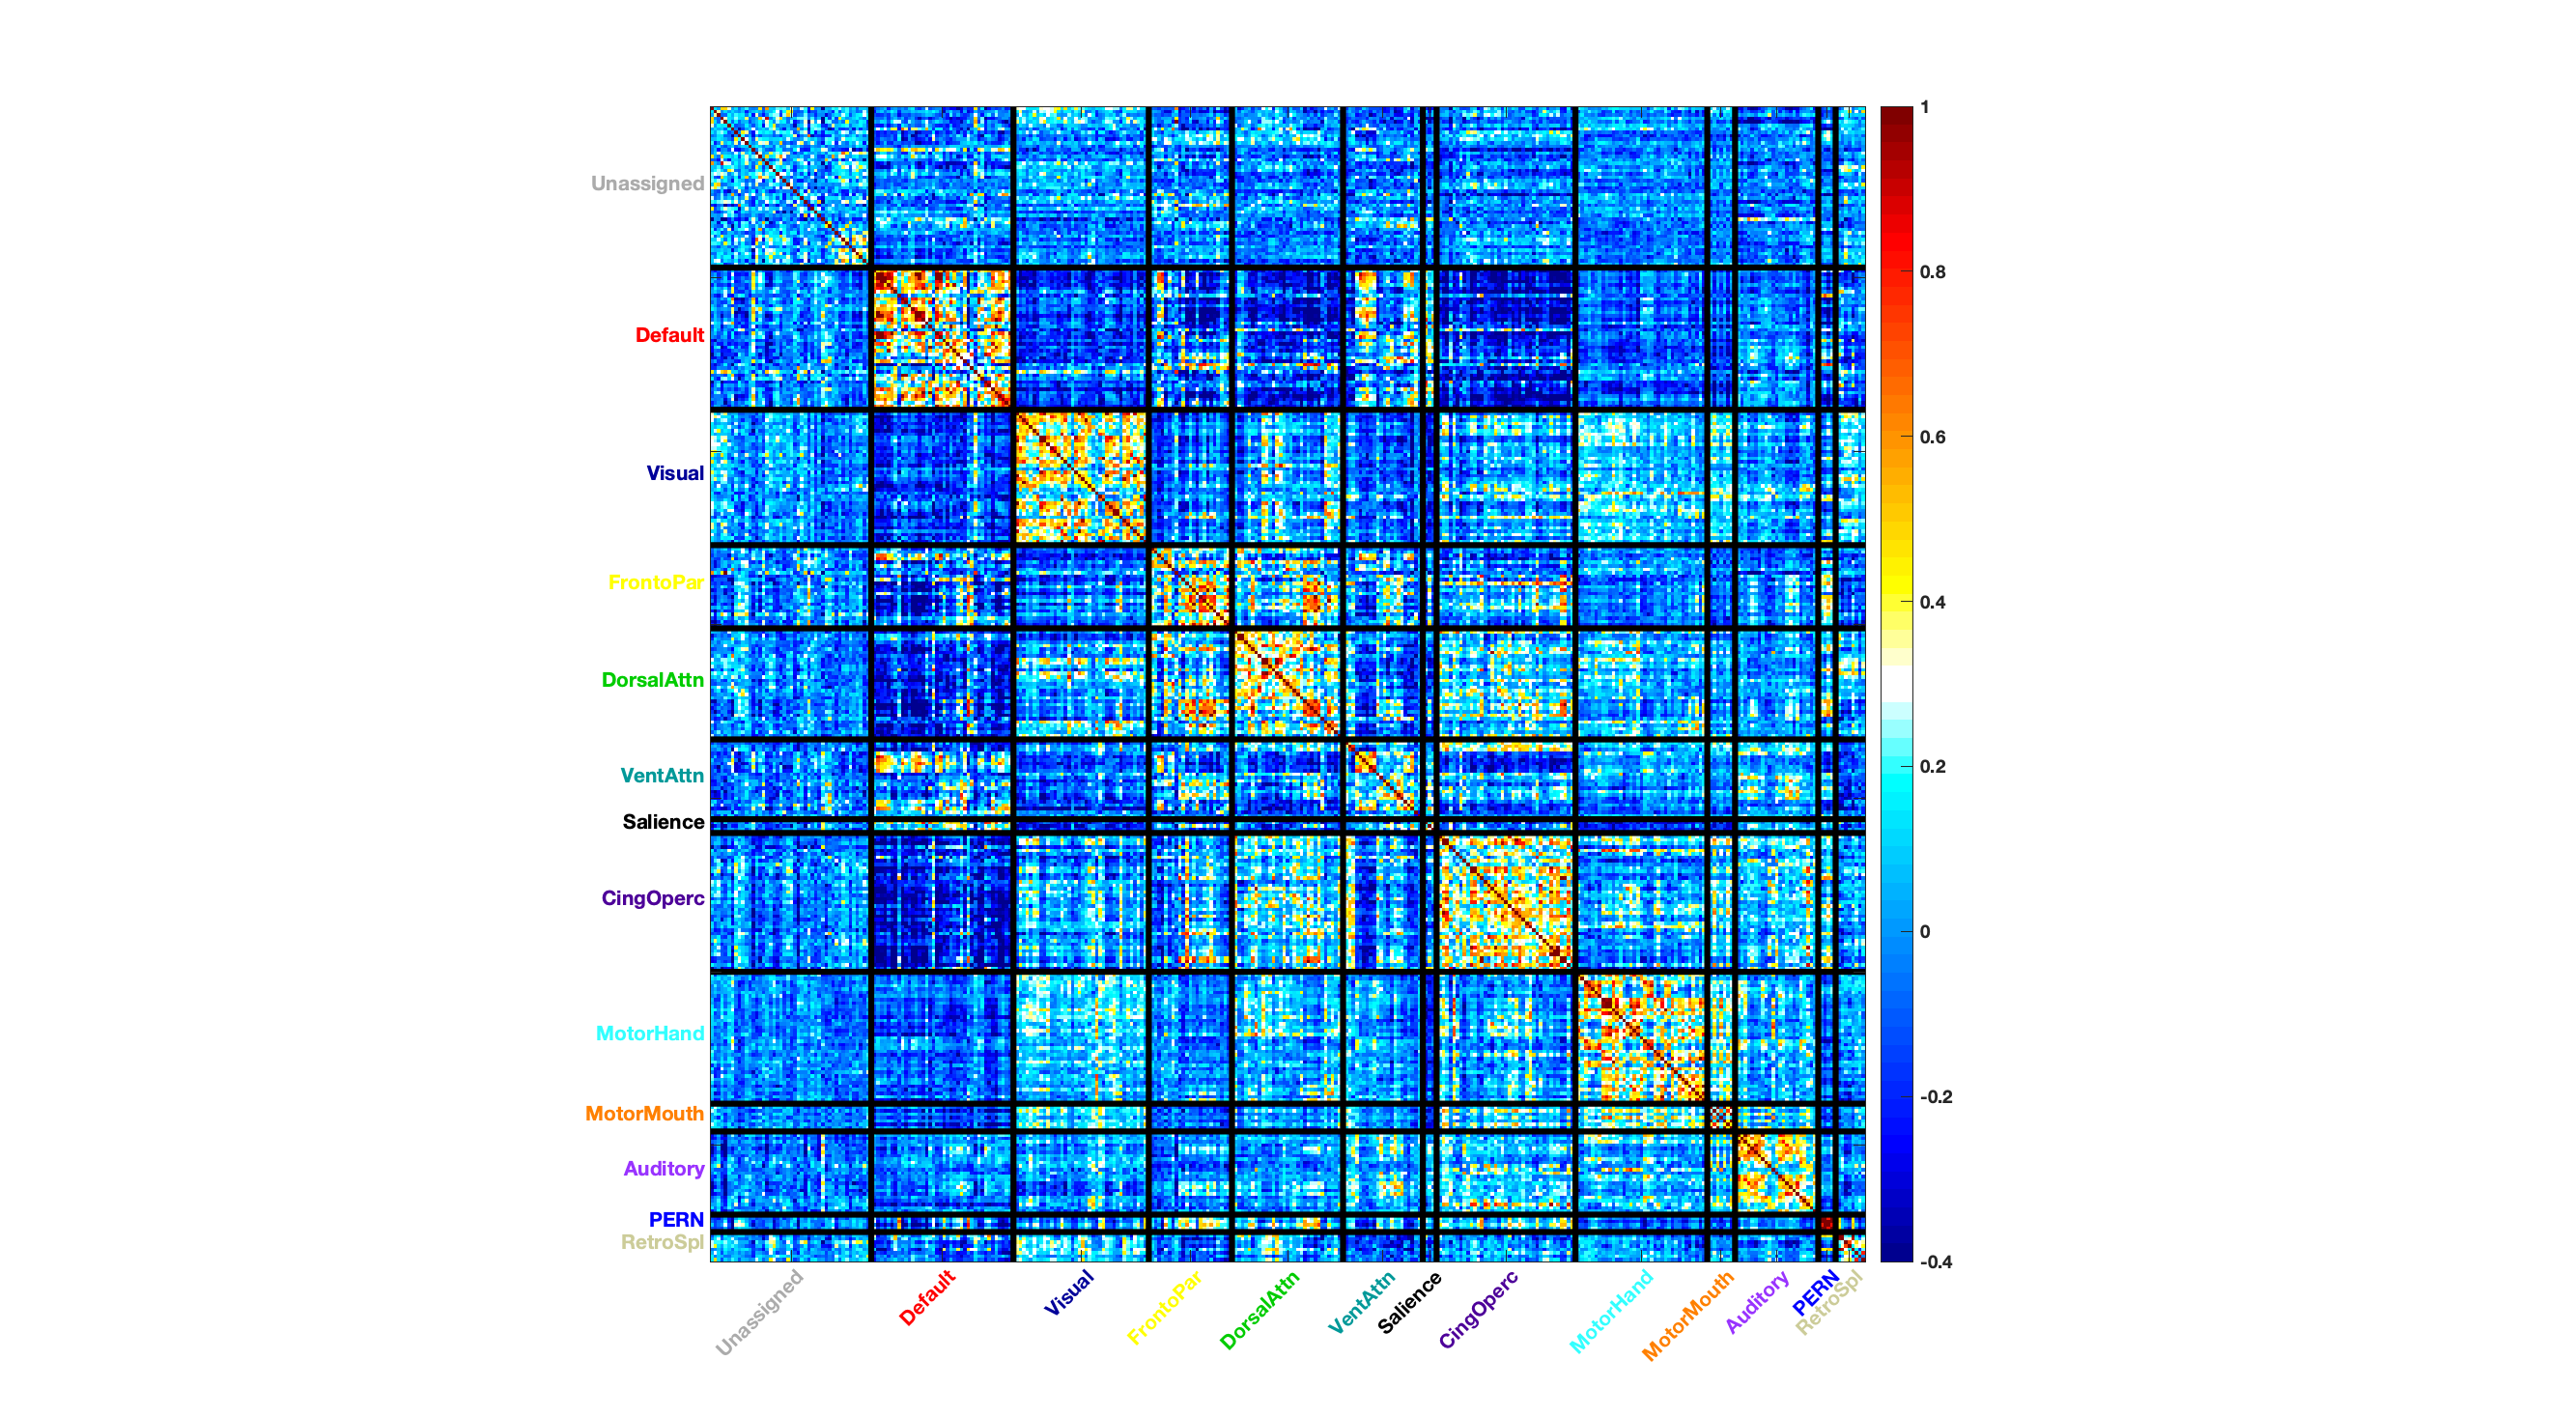 Unassigned
Default
Visual
FrontoPar
DorsalAttn
VentAttn
Salience
CingOperc
MotorHand
MotorMouth
Auditory
PERN
RetroSpl
Unassigned
Default
Visual
FrontoPar
DorsalAttn
VentAttn
Salience
CingOperc
MotorHand
MotorMouth
Auditory
PERN
RetroSpl
1
0.8
0.6
0.4
0.2
0
-0.2
-0.4